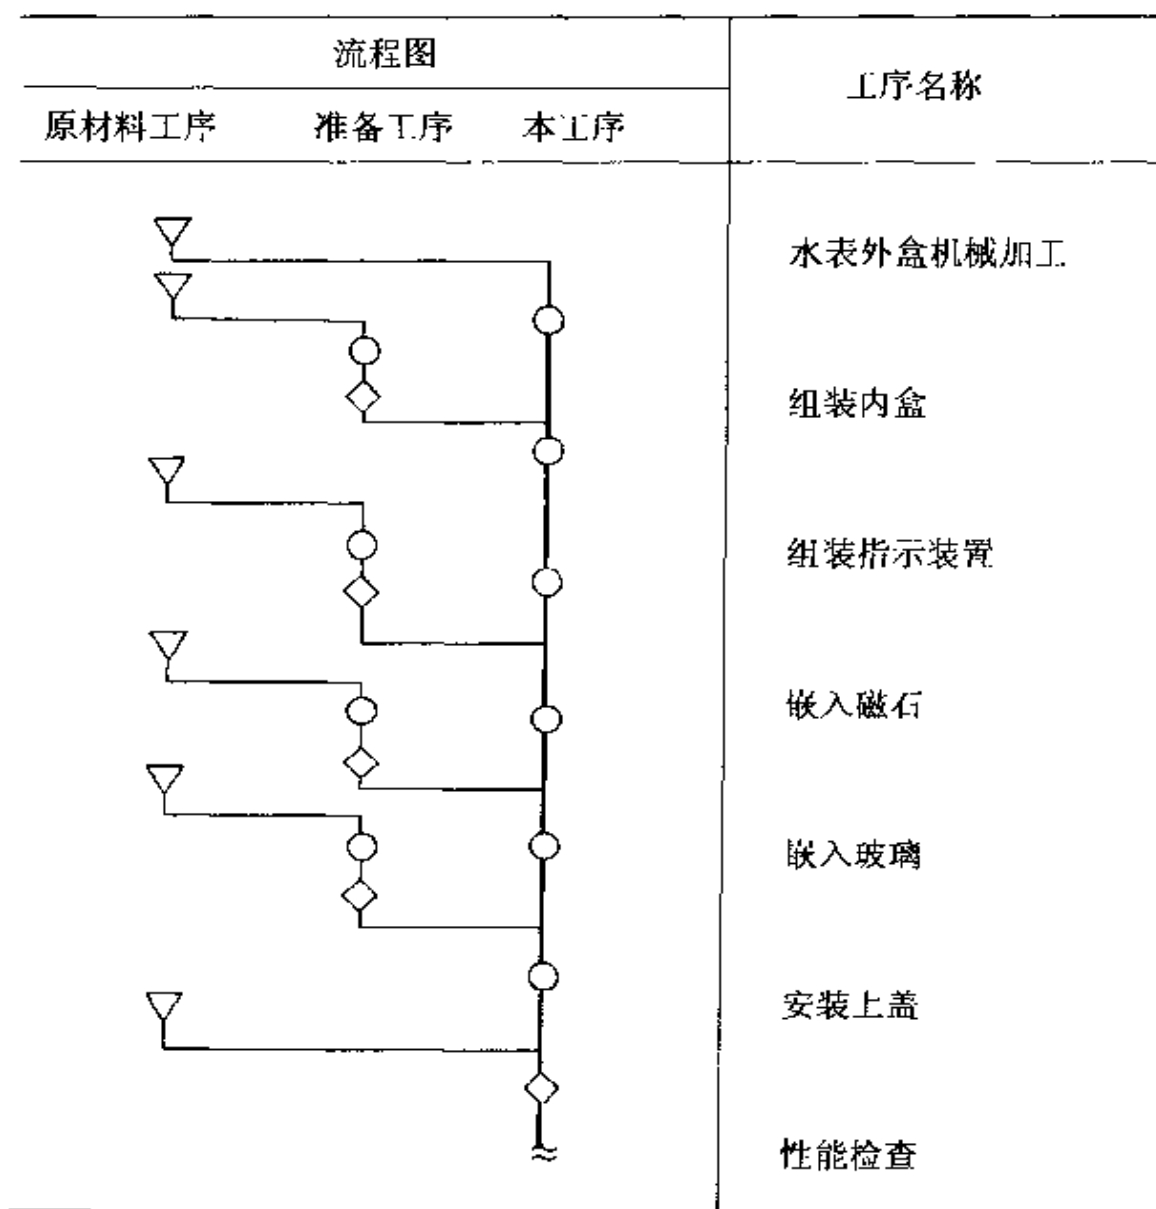 流程图
工序名称
原材料工序 准备工序 本工序
水表外盒机械加工
组装内盒
组装指示装置
嵌入磁石
嵌入玻璃
安装上盖
性能检查